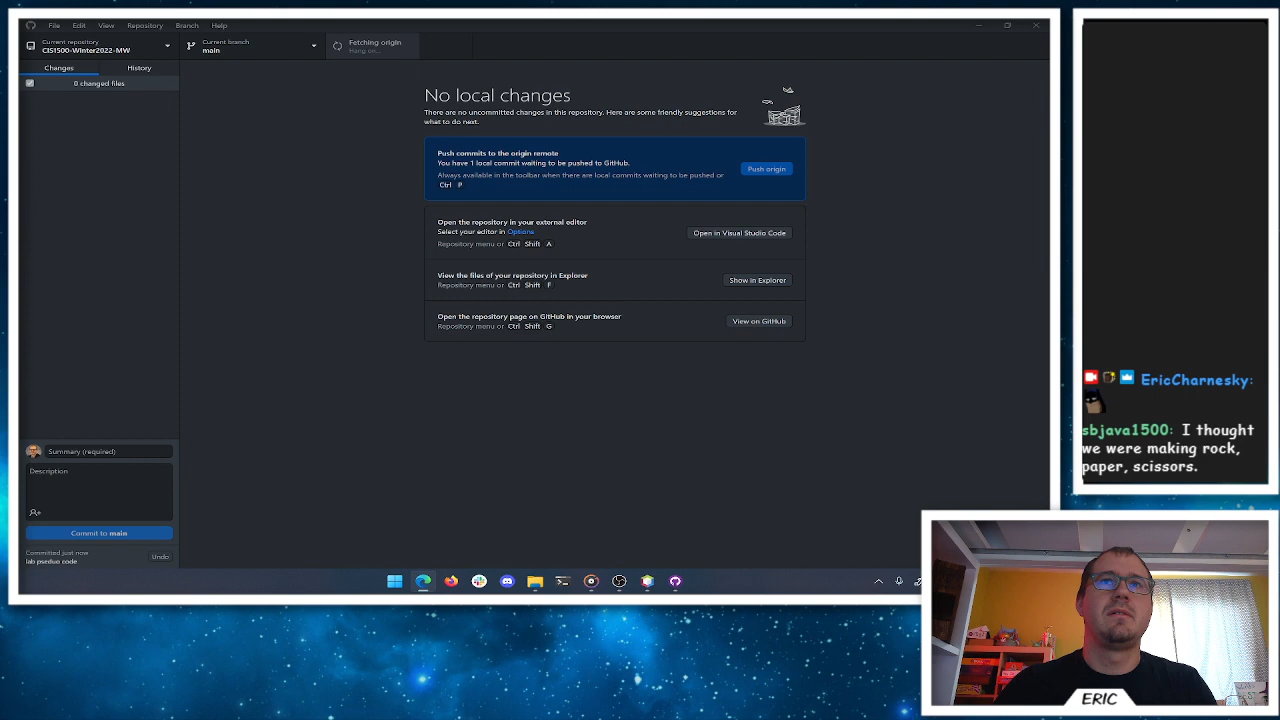 File Edit View Repository Branch Help
Current repository
CIS1500-Winter2022-MW
Current branch
main
Fetching origin
Hang on...
Changes
History
0 changed files
No local changes
There are no uncommitted changes in this repository. Here are some friendly suggestions for
what to do next.
Push commits to the origin remote
You have 1 local commit waiting to be pushed to GitHub.
Always available in the toolbar when there are local commits waiting to be pushed or
Ctrl P
Push origin
Open the repository in your external editor
Select your editor in Options
Repository menu or Ctrl Shift A
Open in Visual Studio Code
View the files of your repository in Explorer
Repository menu or Ctrl Shift F
Show in Explorer
Open the repository page on GitHub in your browser
Repository menu or Ctrl Shift G
View on GitHub
Summary (required)
Description
Commit to main
Committed just now
lab pseduo code
Undo
EricCharnesky:
sbjava1500: I thought
we were making rock,
paper, scissors.
ERIC